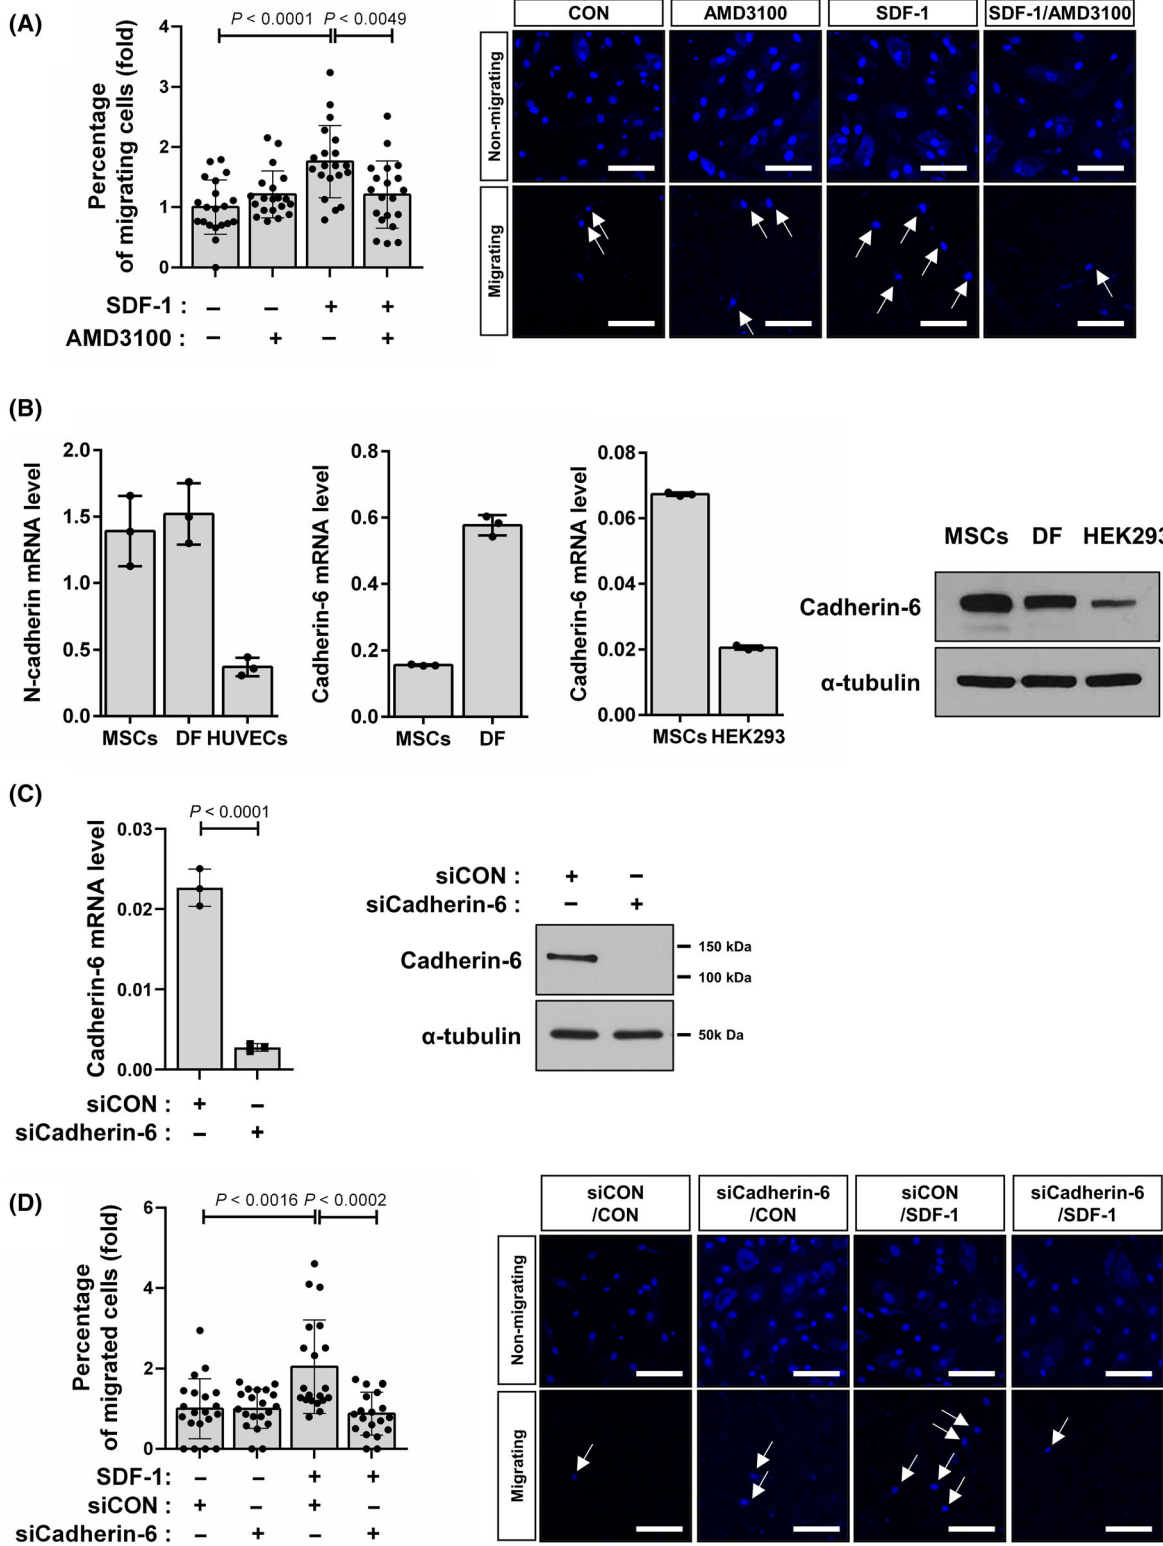 (A)
P < 0.0001 P < 0.0049
Percentage
of migrating cells (fold)
4
3
2
1
0
SDF-1 : – – + +
AMD3100 : – + – +
CON AMD3100 SDF-1 SDF-1/AMD3100
Non-migrating
Migrating
(B)
N-cadherin mRNA level
2.0
1.5
1.0
0.5
0.0
MSCs DF HUVECs
Cadherin-6 mRNA level
0.8
0.6
0.4
0.2
0.0
MSCs DF
Cadherin-6 mRNA level
0.08
0.06
0.04
0.02
0.00
MSCs HEK293
MSCs DF HEK293
Cadherin-6
α-tubulin
(C)
P < 0.0001
Cadherin-6 mRNA level
0.03
0.02
0.01
0.00
siCON : + –
siCadherin-6 : – +
siCON : + –
siCadherin-6 : – +
Cadherin-6
150 kDa
100 kDa
α-tubulin
50k Da
(D)
P < 0.0016 P < 0.0002
Percentage
of migrated cells (fold)
6
4
2
0
SDF-1: – – + +
siCON : + – + –
siCadherin-6 : – + – +
siCON
/CON
siCadherin-6
/CON
siCON
/SDF-1
siCadherin-6
/SDF-1
Non-migrating
Migrating